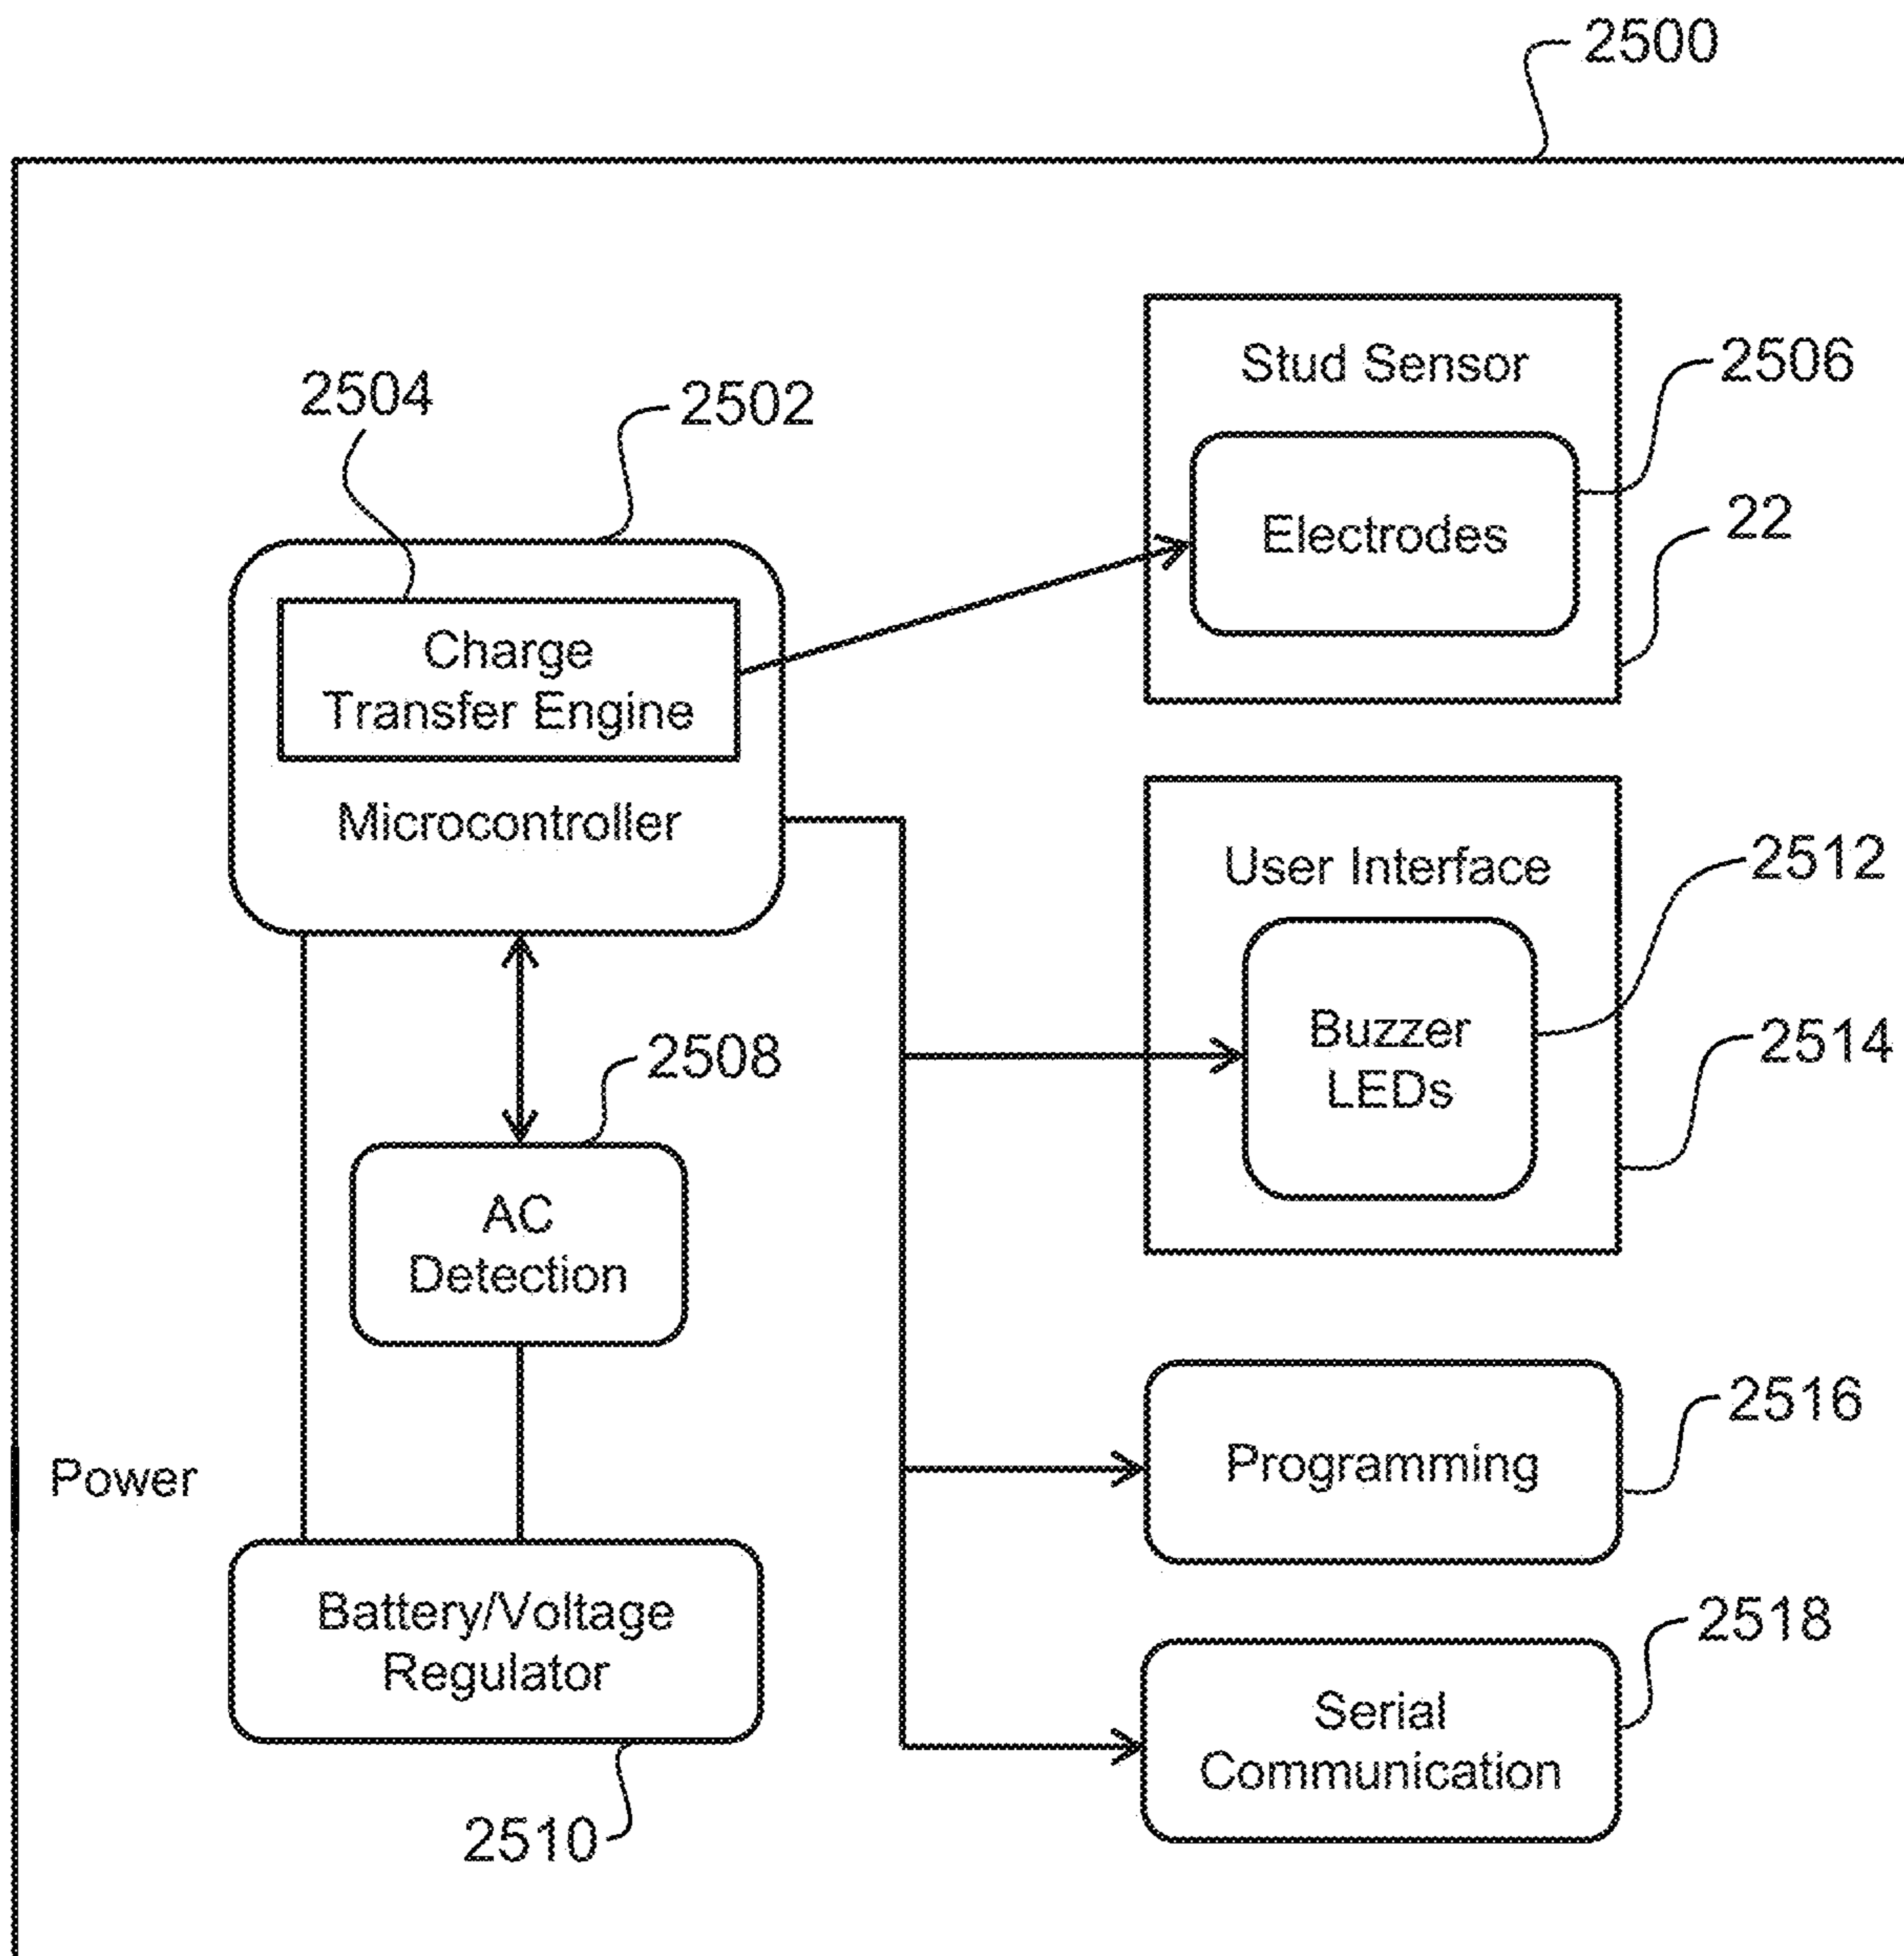 2500
Stud Sensor
2506
2504
2502
Electrodes
22
Charge
Transfer Engine
Microcontroller
User Interface
2512
Buzzer
LEDs
2514
2508
AC
Detection
2516
Programming
Power
Battery/Voltage
Regulator
2518
Serial
Communication
2510